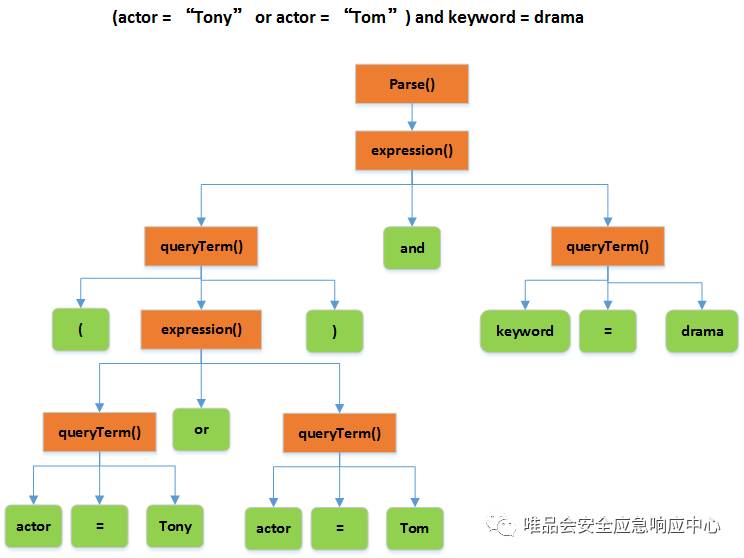 (actor = “Tony” or actor = “Tom”) and keyword = drama
Parse()
expression()
queryTerm()
and
queryTerm()
(
expression()
)
keyword
=
drama
queryTerm()
or
queryTerm()
actor
=
Tony
actor
=
Tom
唯品会安全应急响应中心